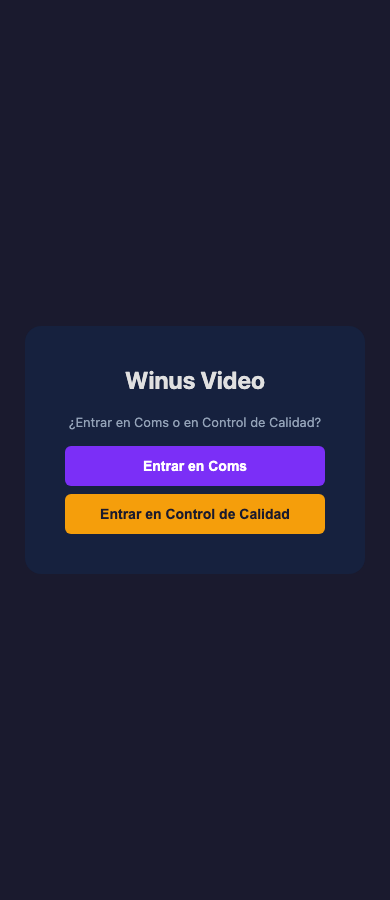 Winus Video
¿Entrar en Coms o en Control de Calidad?
Entrar en Coms
Entrar en Control de Calidad